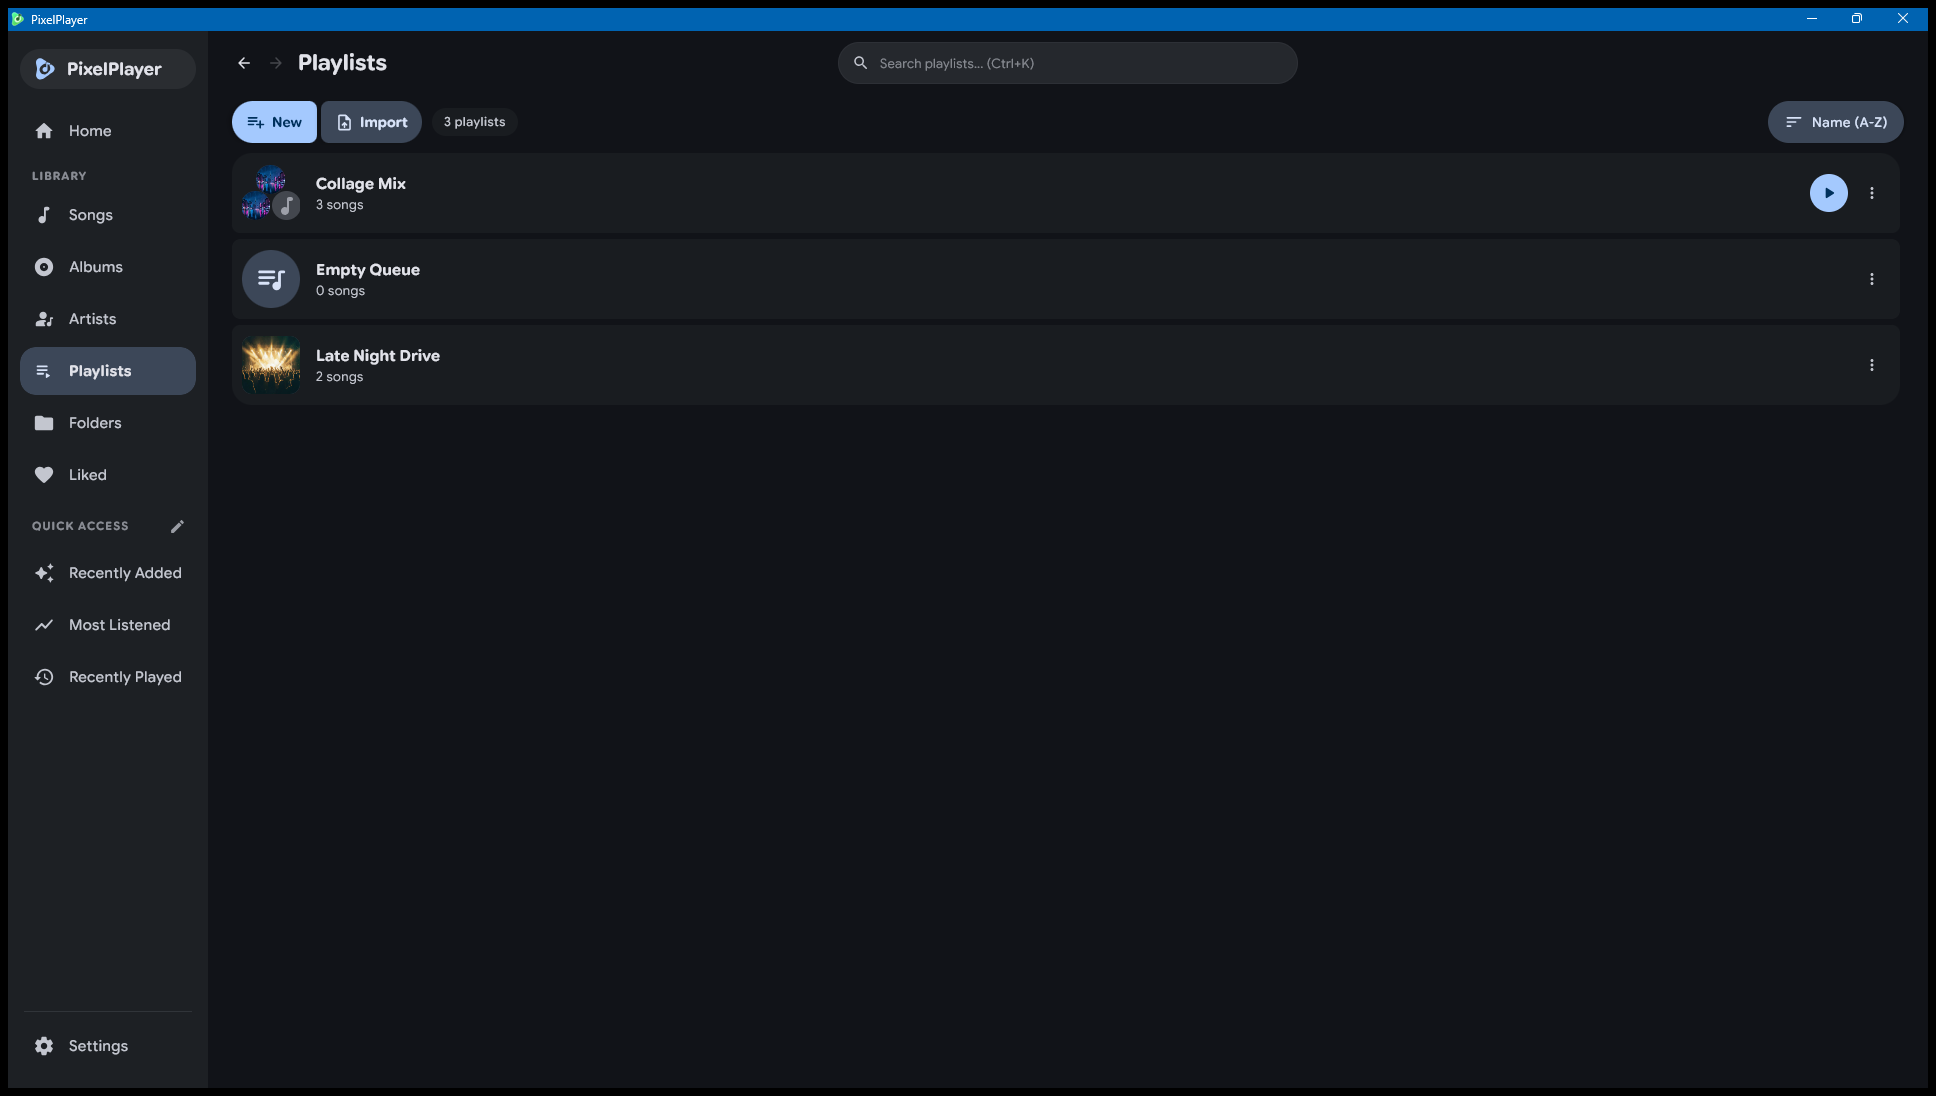 PixelPlayer
PixelPlayer
Playlists
Search playlists... (Ctrl+K)
New
Import
3 playlists
Name (A-Z)
Home
LIBRARY
Songs
Albums
Artists
Playlists
Folders
Liked
QUICK ACCESS
Recently Added
Most Listened
Recently Played
Settings
Collage Mix
3 songs
Empty Queue
0 songs
Late Night Drive
2 songs